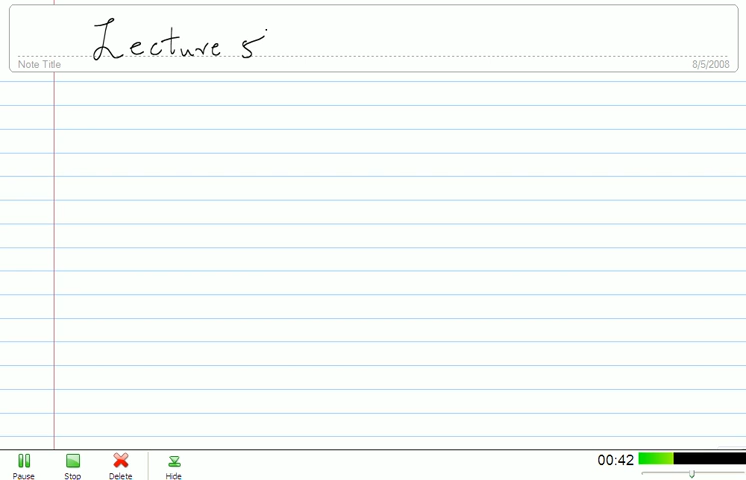 Lecture 5
Note Title
8/5/2008
00:42
Pause
Stop
Delete
Hide